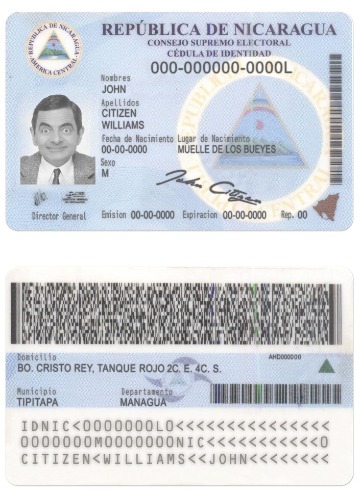 REPÚBLICA DE NICARAGUA
AMERICA CENTRAL
REPÚBLICA DE NICARAGUA
CONSEJO SUPREMO ELECTORAL
CÉDULA DE IDENTIDAD
000-000000-0000L
Nombres
JOHN
Apellidos
CITIZEN
WILLIAMS
Fecha de Nacimiento Lugar de Nacimiento
00-00-0000 MUELLE DE LOS BUEYES
Sexo
M
John Citizen
Director General Emision 00-00-0000 Expiracion 00-00-0000 Rep. 00
Domicilio AHD000000
BO. CRISTO REY, TANQUE ROJO 2C. E. 4C. S.
Municipio Departamento
TIPITAPA MANAGUA
IDNIC<0000000L0<<<<<<<<<<<<<<<
0000000M0000000NIC<<<<<<<<<<<0
CITIZEN<WILLIAMS<<JOHN<<<<<<<<